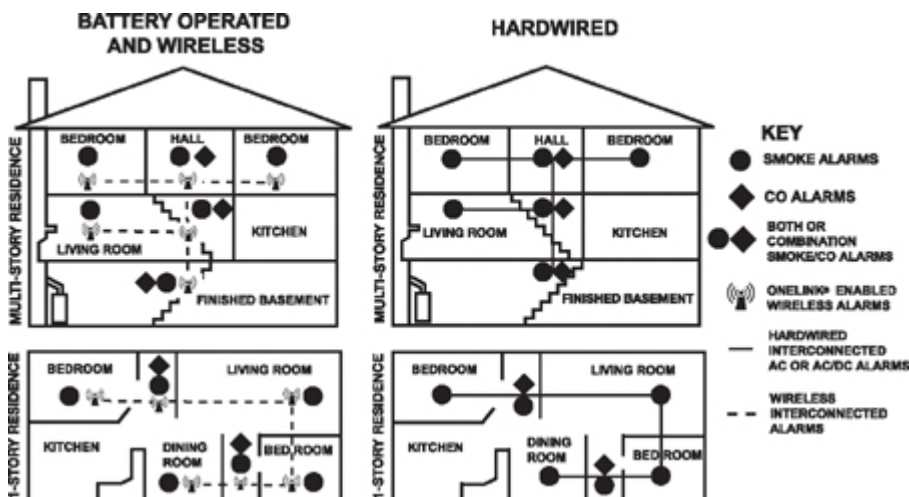 BATTERY OPERATED
AND WIRELESS
HARDWIRED
MULTI-STORY RESIDENCE
BEDROOM
HALL
BEDROOM
LIVING ROOM
KITCHEN
FINISHED BASEMENT
MULTI-STORY RESIDENCE
BEDROOM
HALL
BEDROOM
LIVING ROOM
KITCHEN
FINISHED BASEMENT
KEY
SMOKE ALARMS
CO ALARMS
BOTH OR
COMBINATION
SMOKE/CO ALARMS
ONELINK® ENABLED
WIRELESS ALARMS
HARDWIRED
INTERCONNECTED
AC OR AC/DC ALARMS
WIRELESS
INTERCONNECTED
ALARMS
1-STORY RESIDENCE
BEDROOM
LIVING ROOM
KITCHEN
DINING
ROOM
BEDROOM
1-STORY RESIDENCE
BEDROOM
LIVING ROOM
KITCHEN
DINING
ROOM
BEDROOM